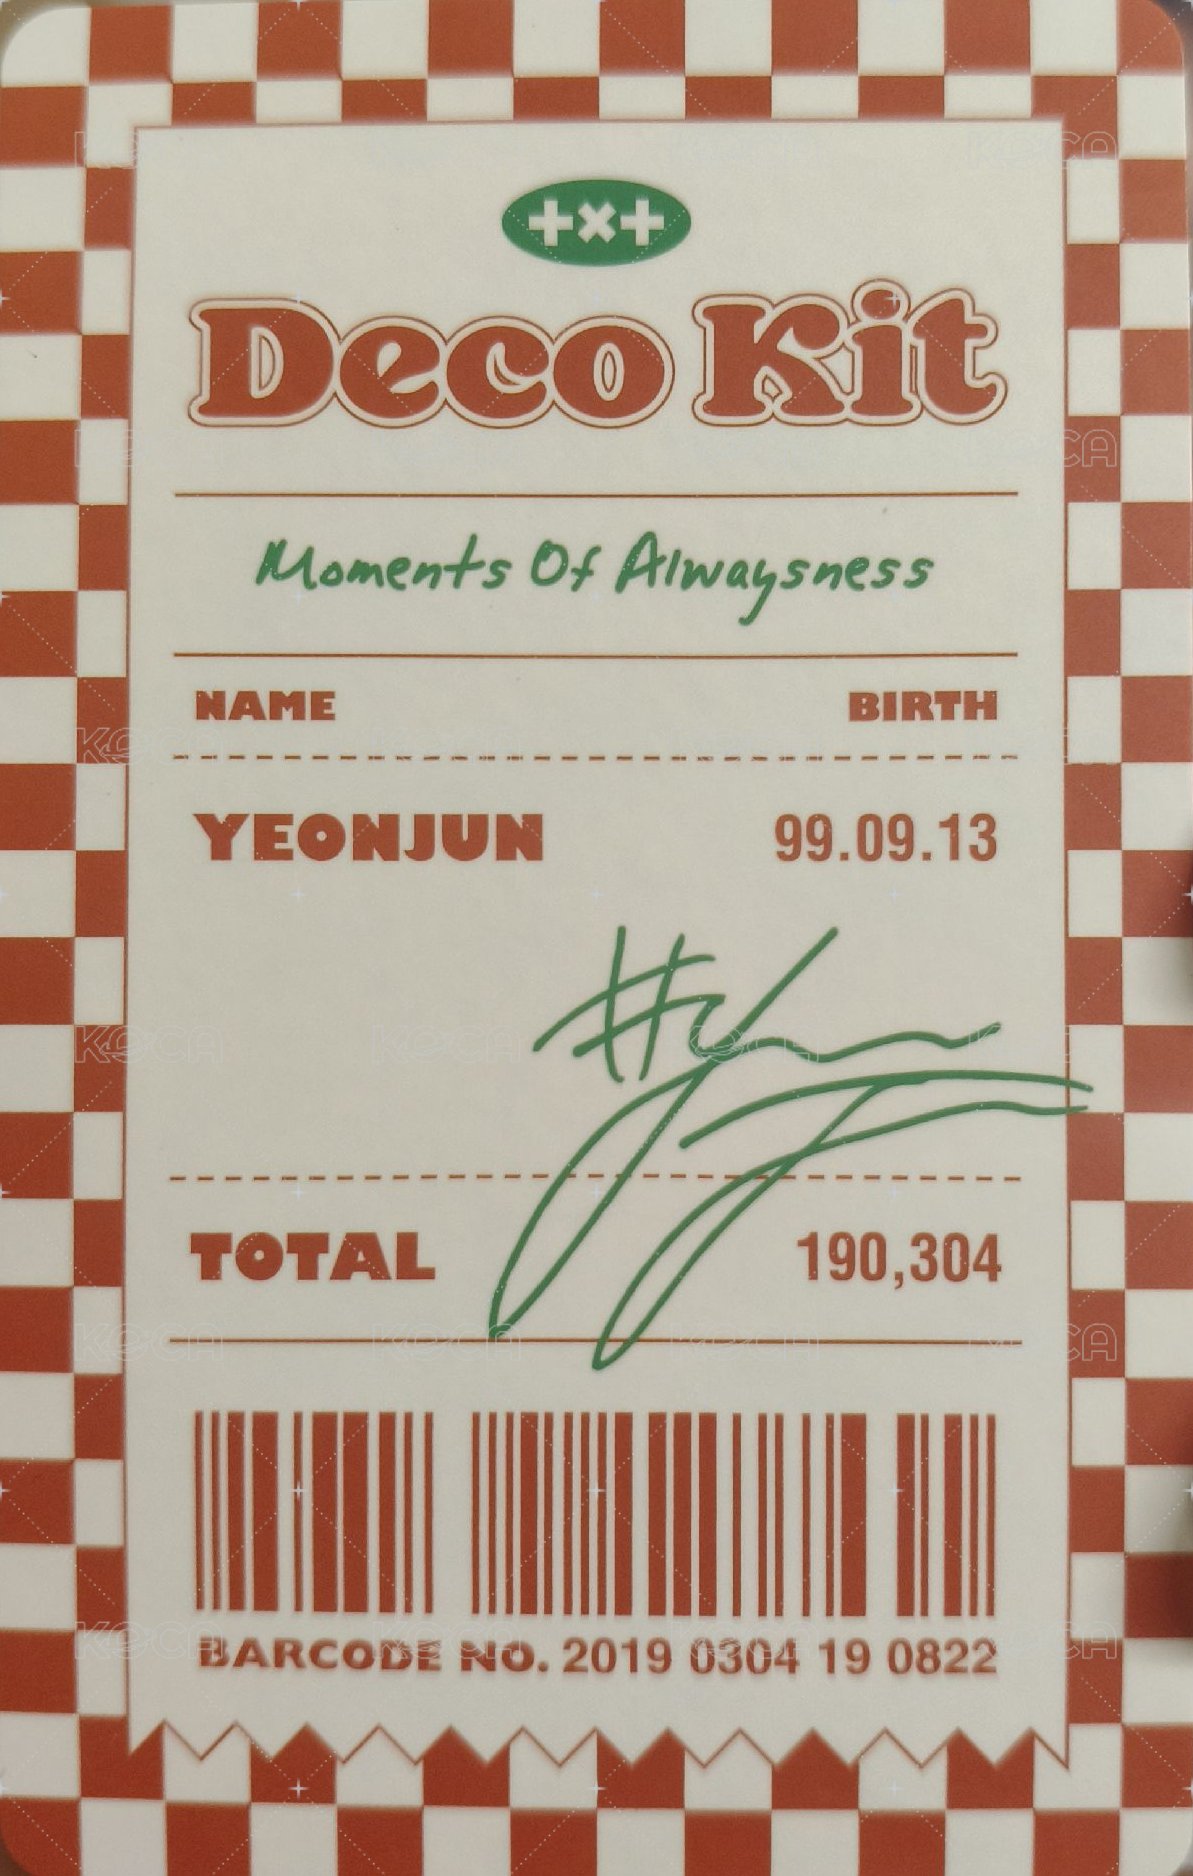 +×+
Deco Kit
Moments Of Alwaysness
NAME BIRTH
YEONJUN 99.09.13
TOTAL 190,304
BARCODE NO. 2019 0304 19 0822
KOCA